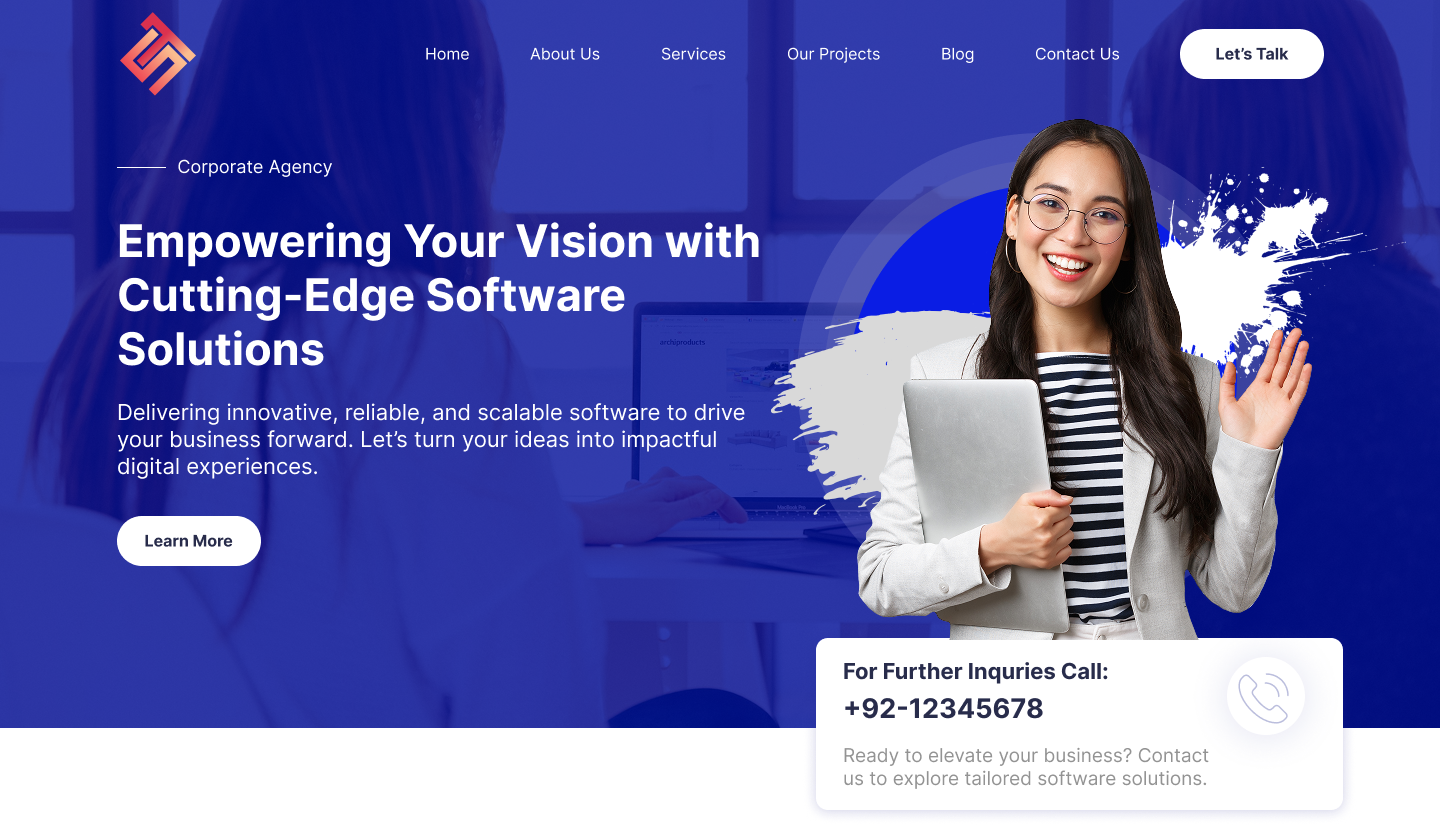 Home
About Us
Services
Our Projects
Blog
Contact Us
Let’s Talk
Corporate Agency
Empowering Your Vision with
Cutting-Edge Software
Solutions
Delivering innovative, reliable, and scalable software to drive
your business forward. Let’s turn your ideas into impactful
digital experiences.
Learn More
archiproducts
MacBook Pro
For Further Inquries Call:
+92-12345678
Ready to elevate your business? Contact
us to explore tailored software solutions.